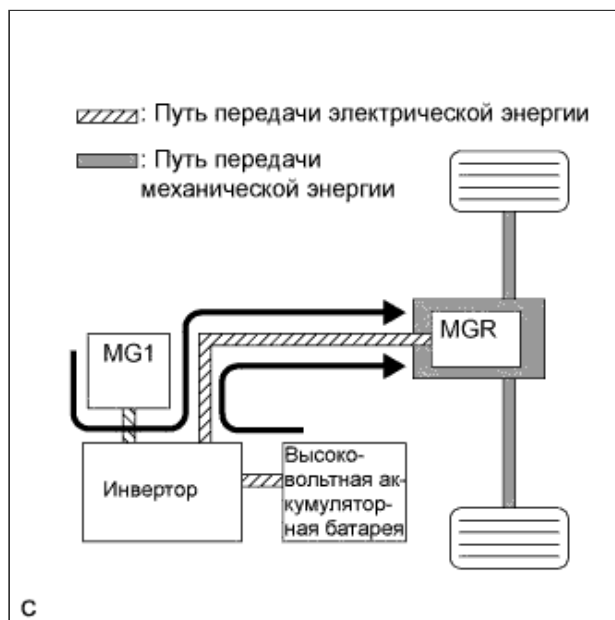 : Путь передачи электрической энергии
: Путь передачи
механической энергии
MG1
MGR
Инвертор
Высоко-
вольтная ак-
кумулятор-
ная батарея
C